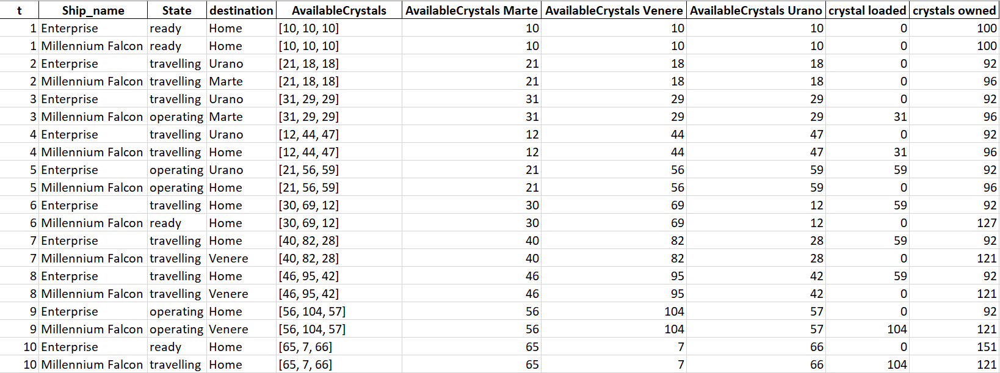 t Ship_name State destination AvailableCrystals AvailableCrystals Marte AvailableCrystals Venere AvailableCrystals Urano crystal loaded crystals owned
1 Enterprise ready Home [10, 10, 10] 10 10 10 0 100
1 Millennium Falcon ready Home [10, 10, 10] 10 10 10 0 100
2 Enterprise travelling Urano [21, 18, 18] 21 18 18 0 92
2 Millennium Falcon travelling Marte [21, 18, 18] 21 18 18 0 96
3 Enterprise travelling Urano [31, 29, 29] 31 29 29 0 92
3 Millennium Falcon operating Marte [31, 29, 29] 31 29 29 31 96
4 Enterprise travelling Urano [12, 44, 47] 12 44 47 0 92
4 Millennium Falcon travelling Home [12, 44, 47] 12 44 47 31 96
5 Enterprise operating Urano [21, 56, 59] 21 56 59 59 92
5 Millennium Falcon operating Home [21, 56, 59] 21 56 59 0 96
6 Enterprise travelling Home [30, 69, 12] 30 69 12 59 92
6 Millennium Falcon ready Home [30, 69, 12] 30 69 12 0 127
7 Enterprise travelling Home [40, 82, 28] 40 82 28 59 92
7 Millennium Falcon travelling Venere [40, 82, 28] 40 82 28 0 121
8 Enterprise travelling Home [46, 95, 42] 46 95 42 59 92
8 Millennium Falcon travelling Venere [46, 95, 42] 46 95 42 0 121
9 Enterprise operating Home [56, 104, 57] 56 104 57 0 92
9 Millennium Falcon operating Venere [56, 104, 57] 56 104 57 104 121
10 Enterprise ready Home [65, 7, 66] 65 7 66 0 151
10 Millennium Falcon travelling Home [65, 7, 66] 65 7 66 104 121